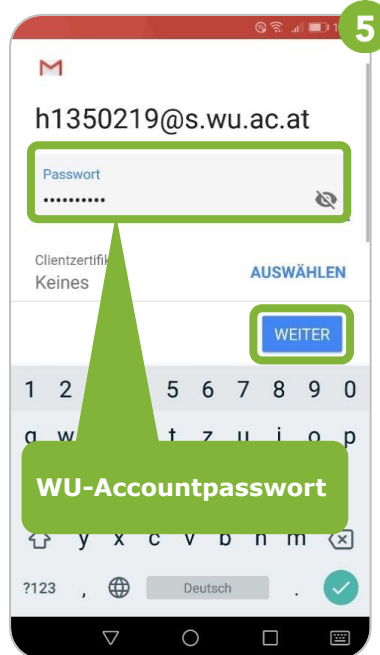 5
h1350219@s.wu.ac.at
Passwort
••••••••••
Clientzertifi
Keines
AUSWÄHLEN
WEITER
1 2 5 6 7 8 9 0
q w t z u i o p
WU-Accountpasswort
y x c v b n m
?123 , Deutsch .